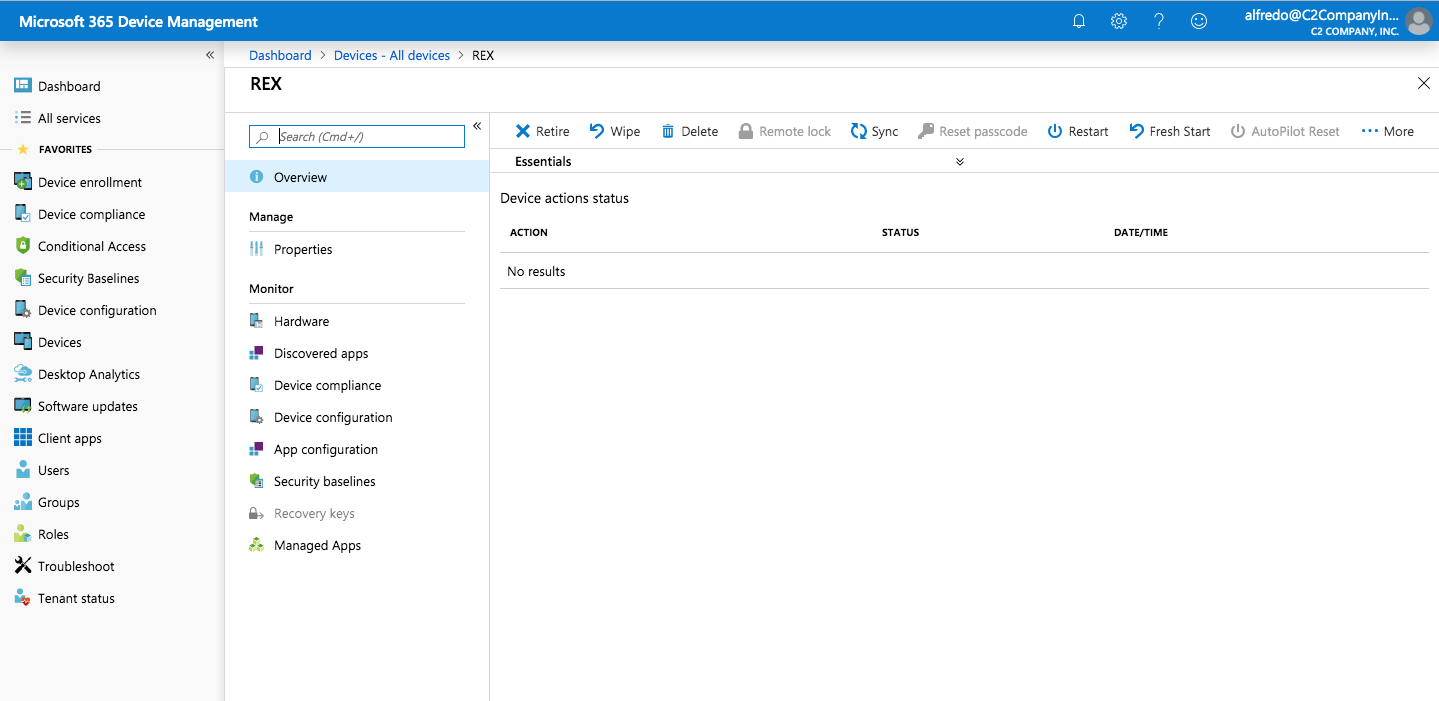 Microsoft 365 Device Management
alfredo@C2CompanyIn...
C2 COMPANY, INC.
Dashboard
All services
FAVORITES
Device enrollment
Device compliance
Conditional Access
Security Baselines
Device configuration
Devices
Desktop Analytics
Software updates
Client apps
Users
Groups
Roles
Troubleshoot
Tenant status
Dashboard > Devices - All devices > REX
REX
Search (Cmd+/)
Overview
Manage
Properties
Monitor
Hardware
Discovered apps
Device compliance
Device configuration
App configuration
Security baselines
Recovery keys
Managed Apps
Retire Wipe Delete Remote lock Sync Reset passcode Restart Fresh Start AutoPilot Reset ... More
Essentials
Device actions status
ACTION STATUS DATE/TIME
No results